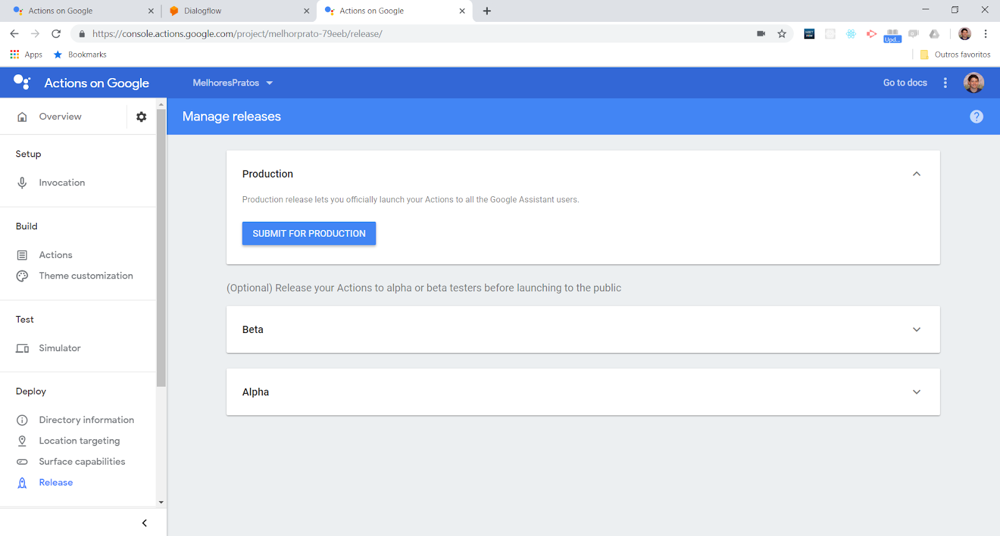 Actions on Google
Dialogflow
Actions on Google
https://console.actions.google.com/project/melhorprato-79eeb/release/
Upd...
Apps
Bookmarks
Outros favoritos
Actions on Google
MelhoresPratos
Go to docs
Overview
Manage releases
?
Setup
Invocation
Build
Actions
Theme customization
Test
Simulator
Deploy
Directory information
Location targeting
Surface capabilities
Release
Production
Production release lets you officially launch your Actions to all the Google Assistant users.
SUBMIT FOR PRODUCTION
(Optional) Release your Actions to alpha or beta testers before launching to the public
Beta
Alpha